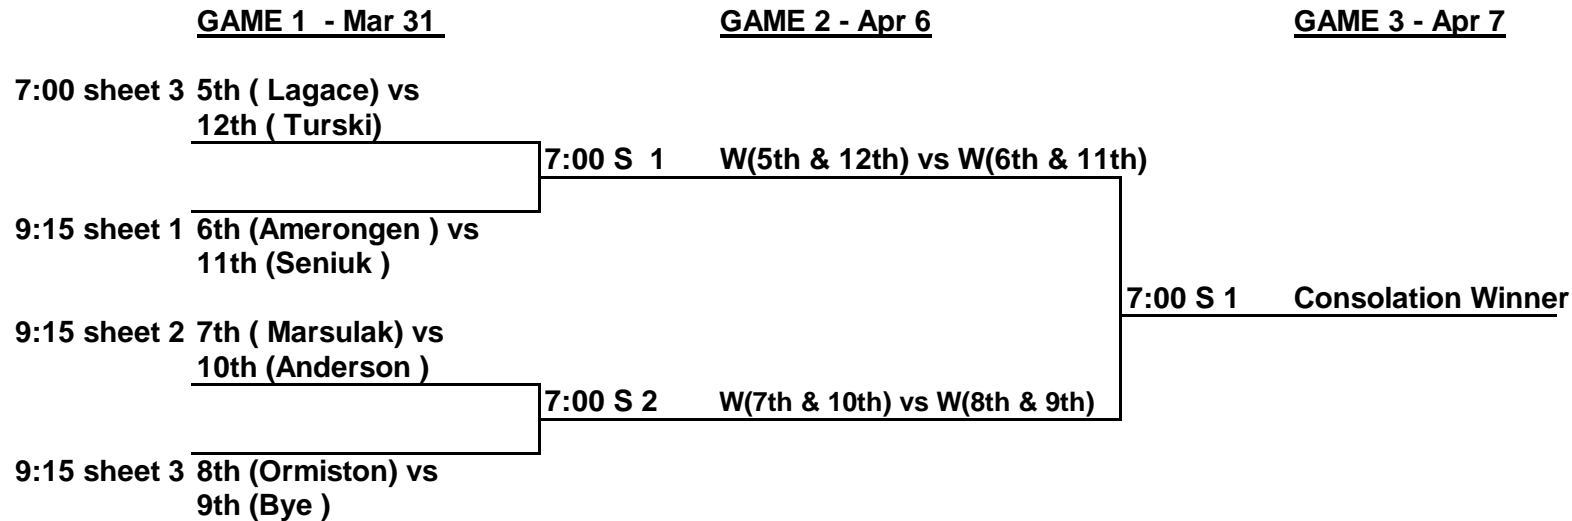 GAME 1  - Mar 31 GAME 2 - Apr 6 GAME 3 - Apr 7
7:00 sheet 3 5th ( Lagace) vs
12th ( Turski)
7:00 S  1 W(5th & 12th) vs W(6th & 11th)
9:15 sheet 1 6th (Amerongen ) vs
11th (Seniuk )
7:00 S 1 Consolation Winner
9:15 sheet 2 7th ( Marsulak) vs
10th (Anderson )
7:00 S 2 W(7th & 10th) vs W(8th & 9th)
9:15 sheet 3 8th (Ormiston) vs
9th (Bye )